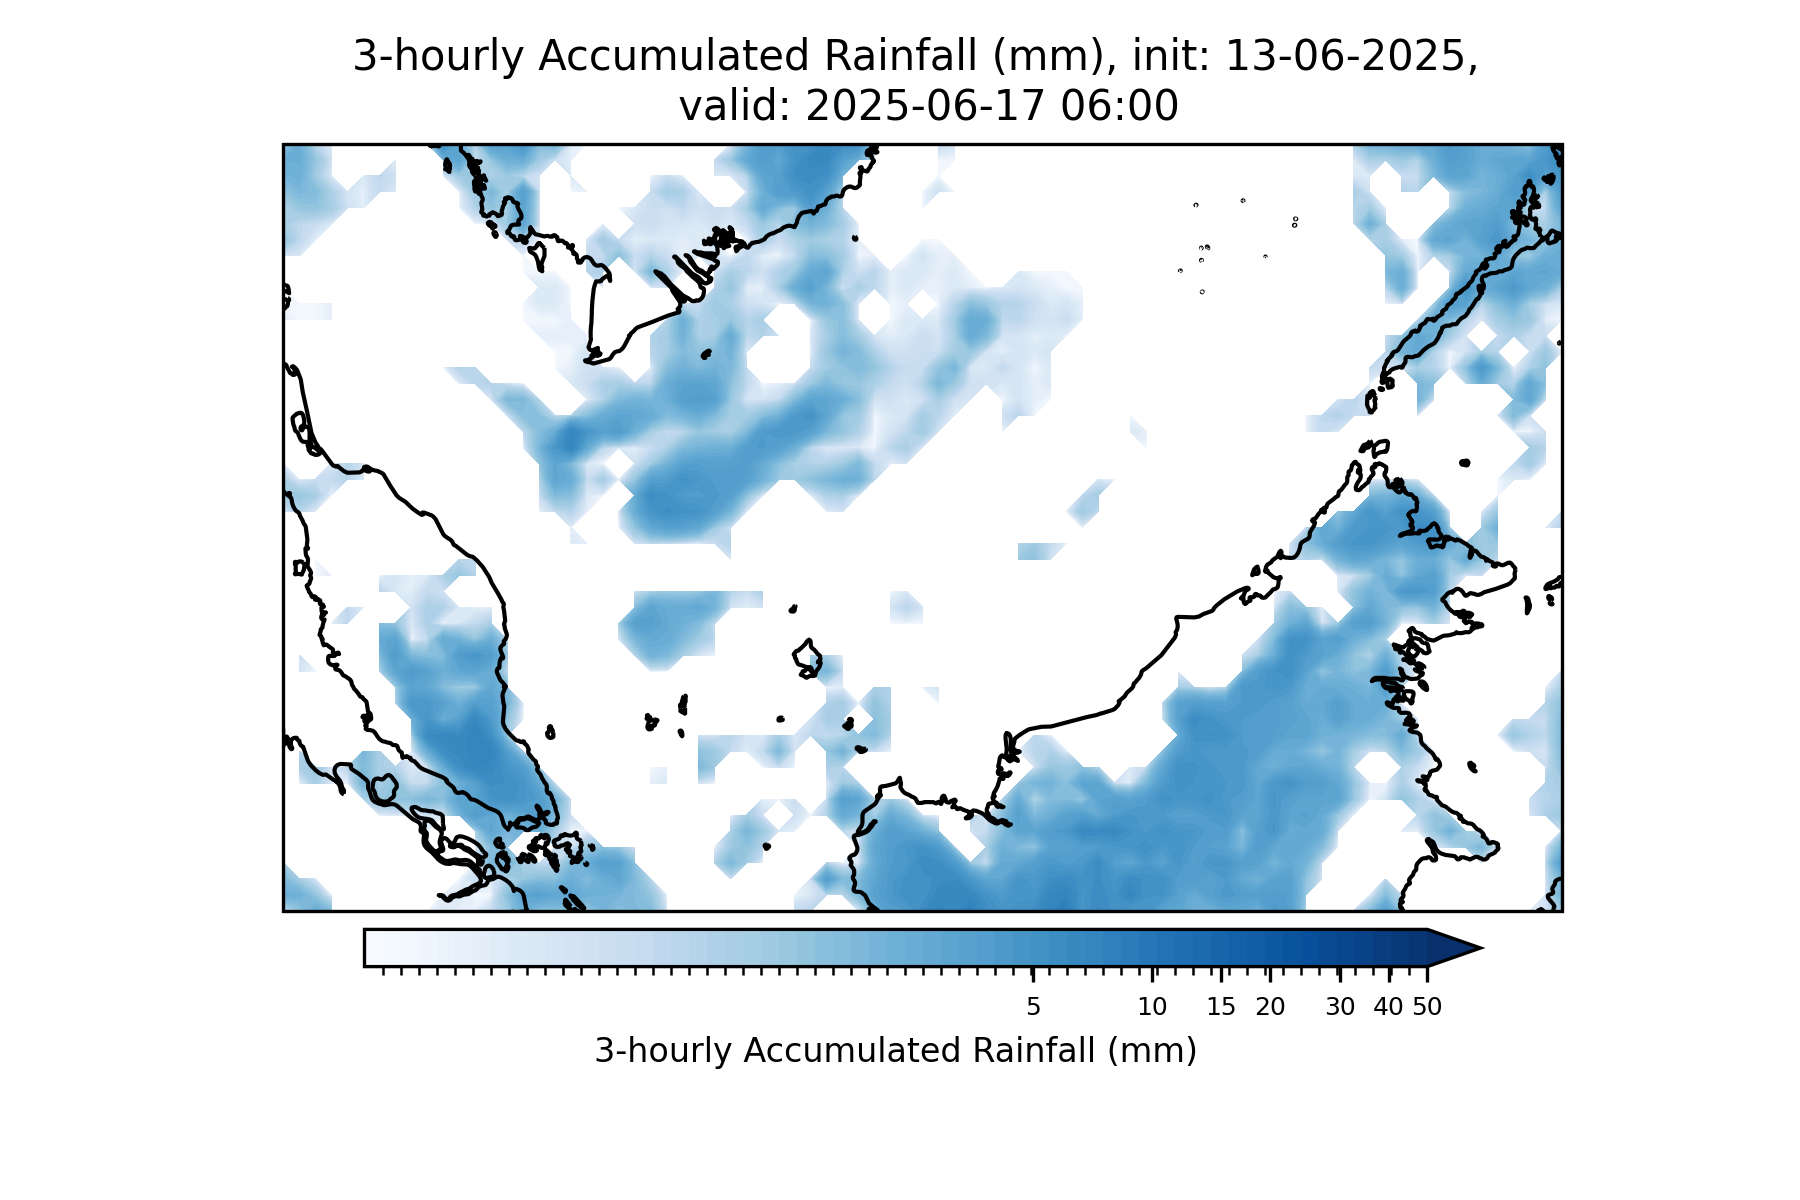 3-hourly Accumulated Rainfall (mm), init: 13-06-2025,
valid: 2025-06-17 06:00
5 10 15 20 30 40 50
3-hourly Accumulated Rainfall (mm)